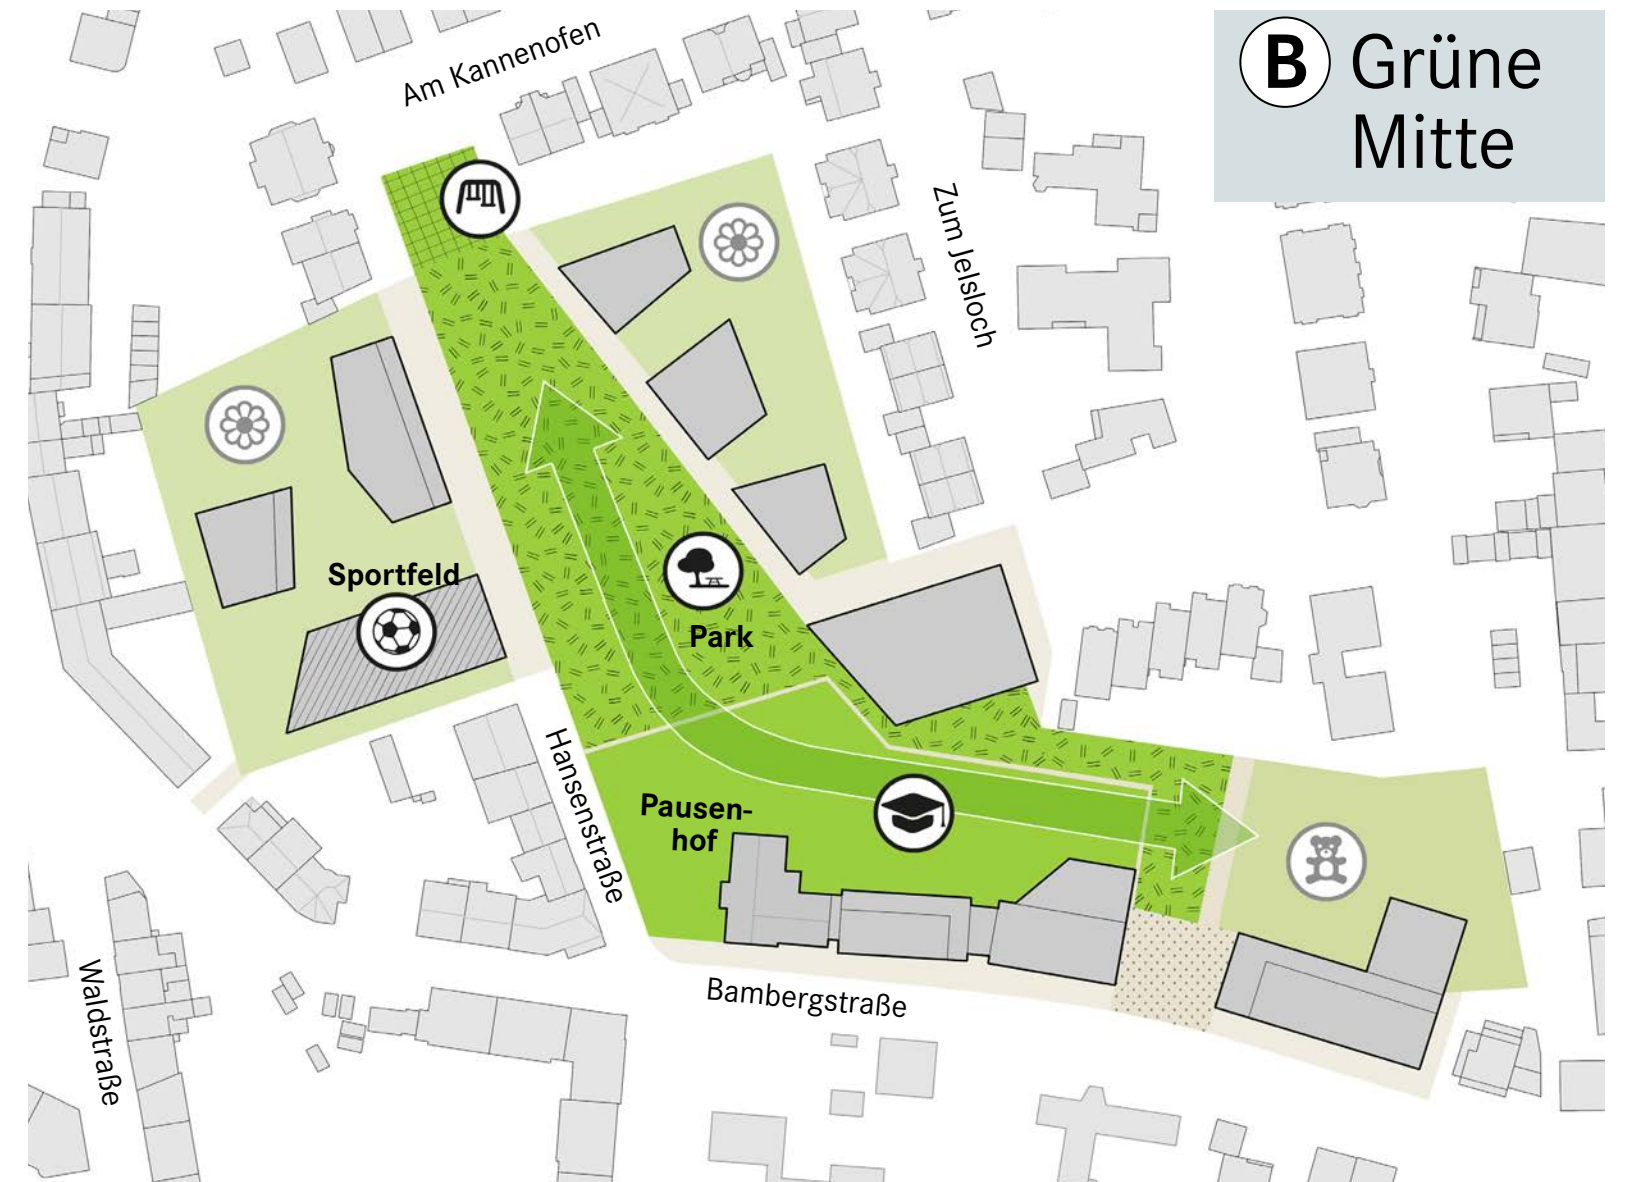 B Grüne
Mitte
Am Kannenofen
Zum Jelsloch
Sportfeld
Park
Hansenstraße
Pausen-
hof
Bambergstraße
Waldstraße